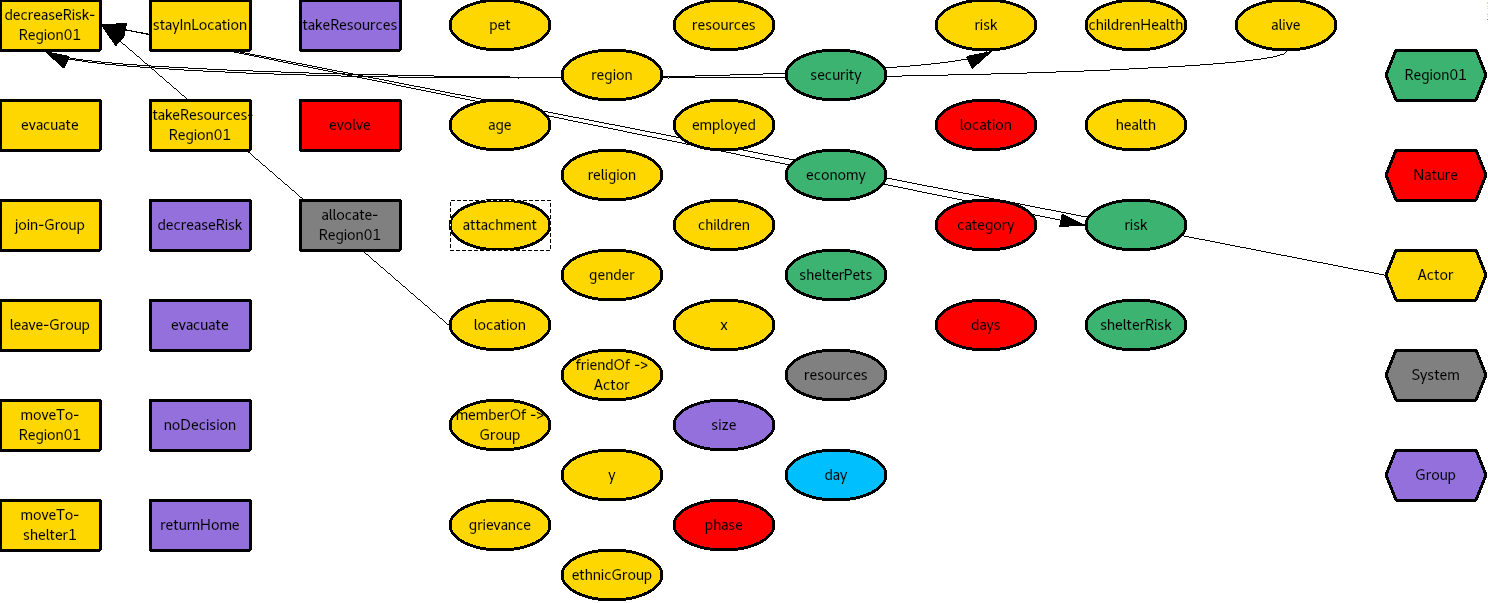 decreaseRisk-
Region01
stayInLocation
takeResources
pet
resources
risk
childrenHealth
alive
region
security
Region01
evacuate
takeResources-
Region01
evolve
age
employed
location
health
religion
economy
Nature
join-Group
decreaseRisk
allocate-
Region01
attachment
children
category
risk
gender
shelterPets
Actor
leave-Group
evacuate
location
x
days
shelterRisk
friendOf ->
Actor
resources
System
moveTo-
Region01
noDecision
memberOf ->
Group
size
y
day
Group
moveTo-
shelter1
returnHome
grievance
phase
ethnicGroup